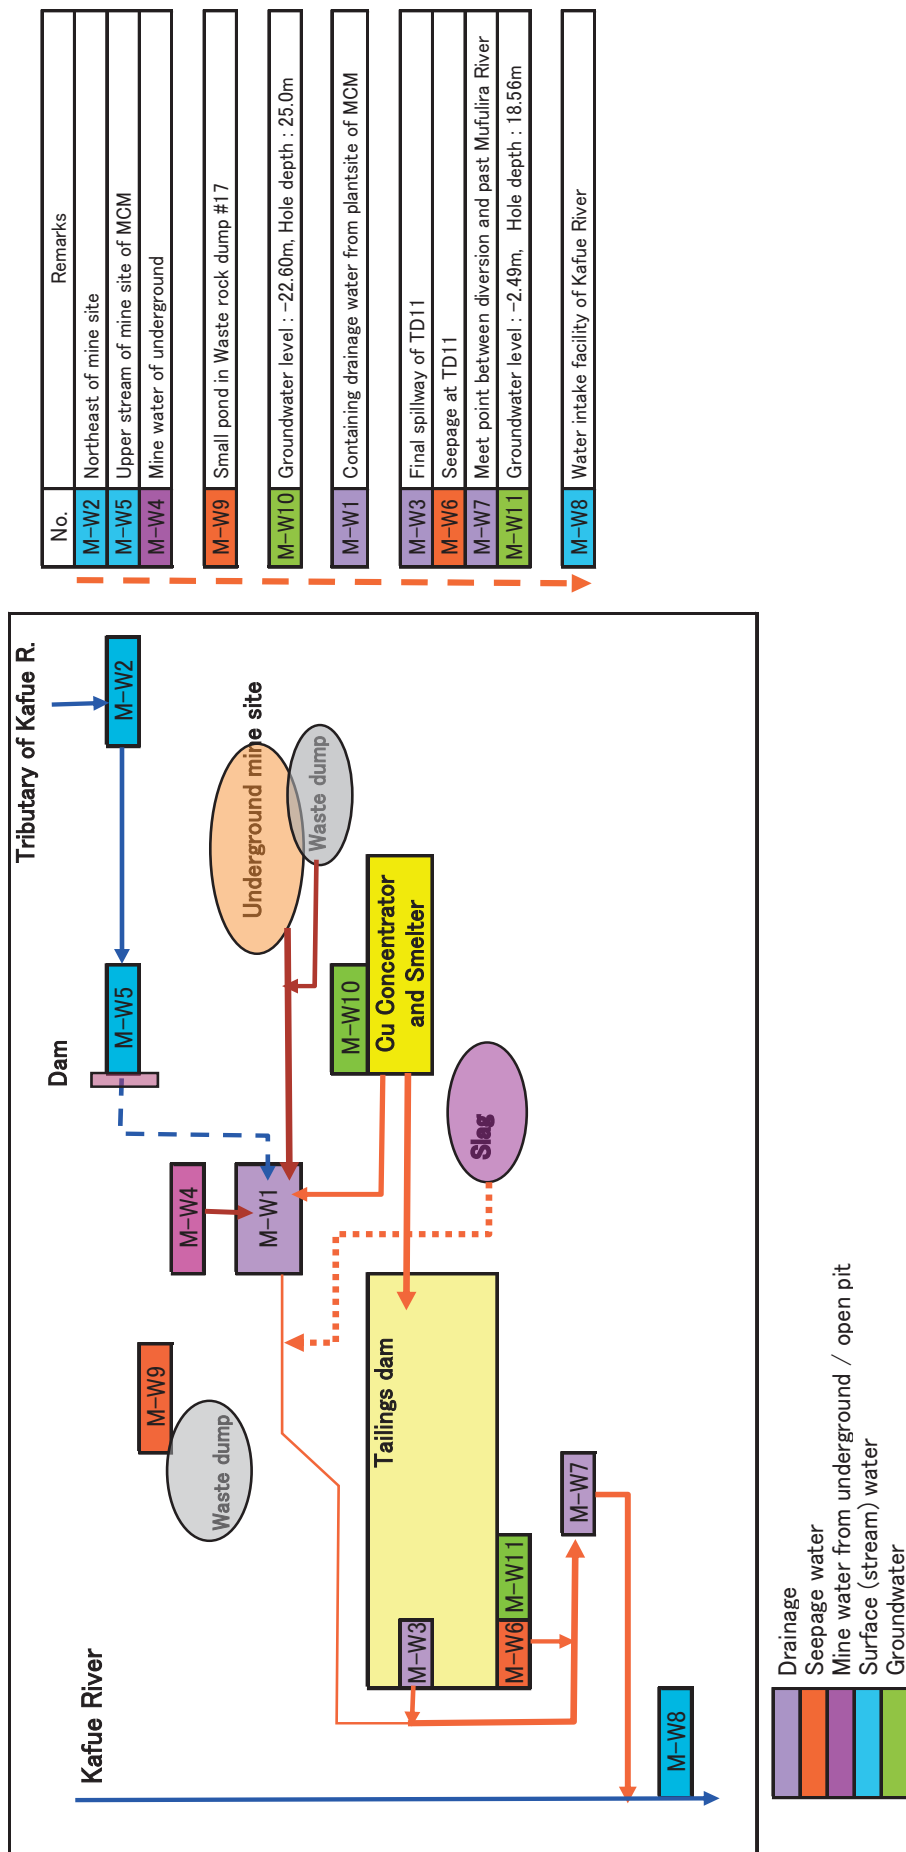 Kafue River
Tributary of Kafue R.
M-W2
M-W5
Dam
M-W4
M-W1
M-W9
Waste dump
Underground mine site
Waste dump
M-W10
Cu Concentrator
and Smelter
Slag
Tailings dam
M-W3
M-W6
M-W11
M-W7
M-W8
Drainage
Seepage water
Mine water from underground / open pit
Surface (stream) water
Groundwater
No. Remarks
M-W2 Northeast of mine site
M-W5 Upper stream of mine site of MCM
M-W4 Mine water of underground
M-W9 Small pond in Waste rock dump #17
M-W10 Groundwater level : -22.60m, Hole depth : 25.0m
M-W1 Containing drainage water from plantsite of MCM
M-W3 Final spillway of TD11
M-W6 Seepage at TD11
M-W7 Meet point between diversion and past Mufulira River
M-W11 Groundwater level : -2.49m, Hole depth : 18.56m
M-W8 Water intake facility of Kafue River